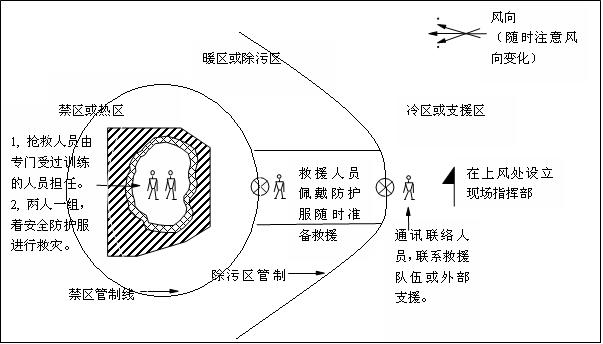 风向
（随时注意风
向变化）
暖区或除污区
禁区或热区
冷区或支援区
1, 抢救人员由
专门受过训练
的人员担任。
2, 两人一组，
着安全防护服
进行救灾。
救援人员
佩戴防护
服随时准
备救援
在上风处设立
现场指挥部
通讯联络人
员，联系救援
队伍或外部
支援。
除污区管制
禁区管制线